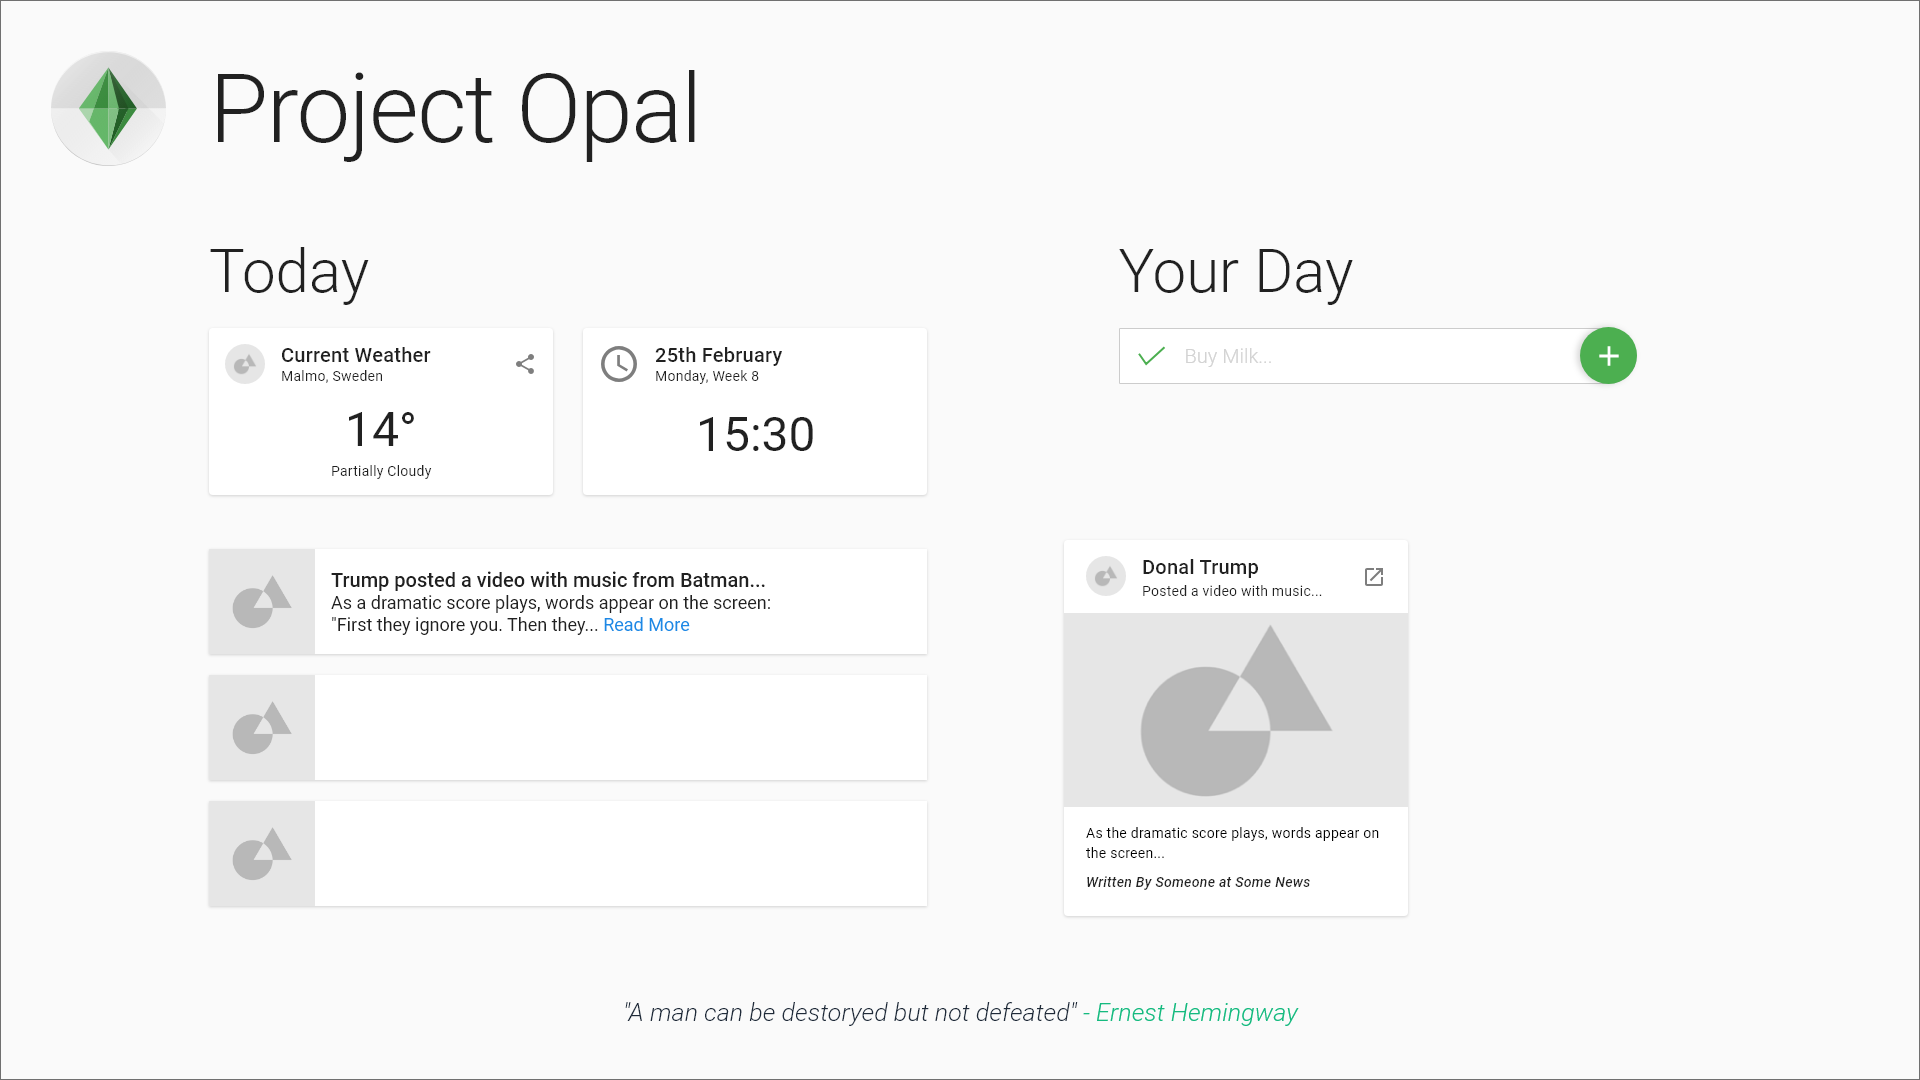 Project Opal
Today
Current Weather
Malmo, Sweden
14°
Partially Cloudy
25th February
Monday, Week 8
15:30
Trump posted a video with music from Batman...
As a dramatic score plays, words appear on the screen:
"First they ignore you. Then they... Read More
Your Day
Buy Milk...
Donal Trump
Posted a video with music...
As the dramatic score plays, words appear on
the screen...
Written By Someone at Some News
"A man can be destoryed but not defeated" - Ernest Hemingway